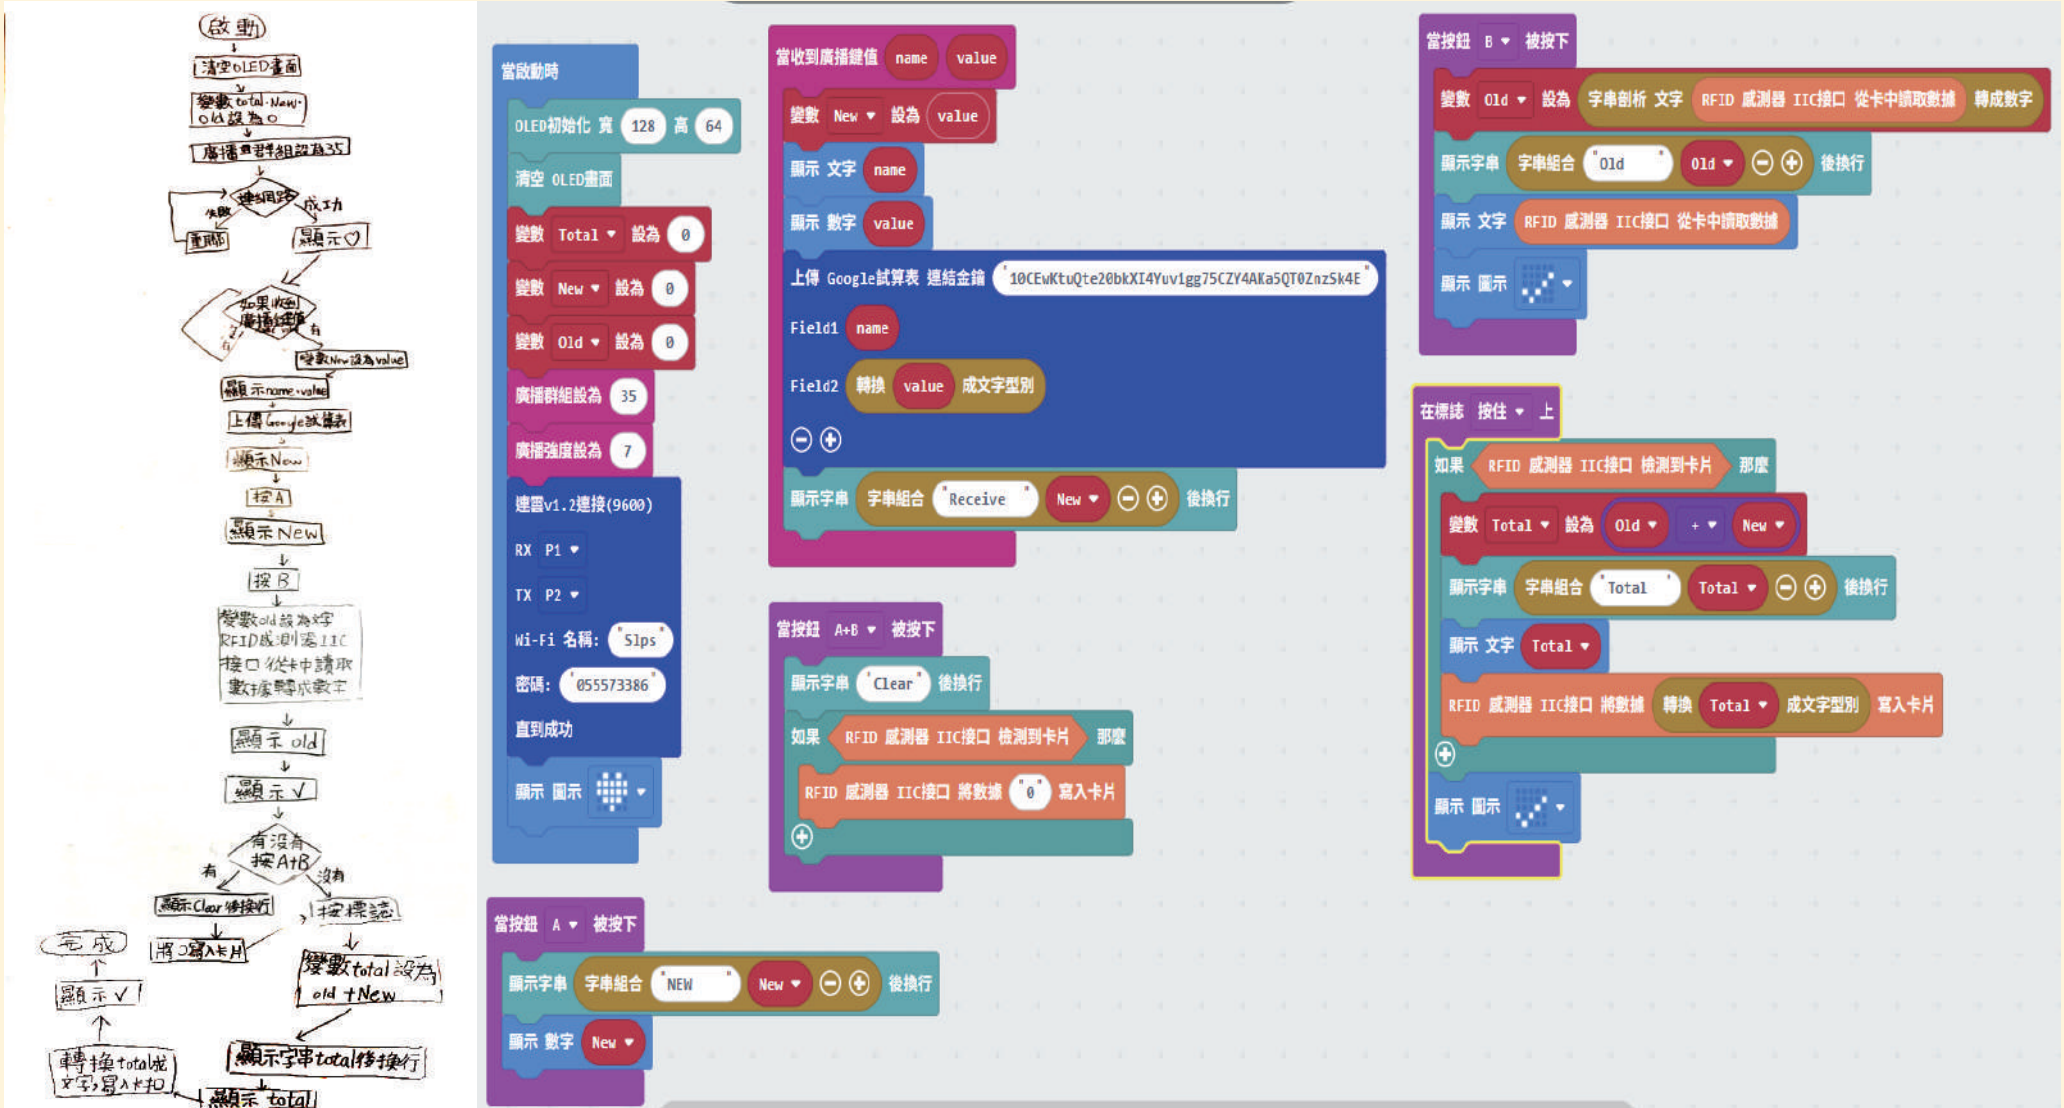 啟動
清空OLED畫面
變數total、New、
old設為0
廣播群組設為35
連網路
失敗
成功
重聯
顯示♡
如果收到
廣播鍵值
沒有
有
變數New設為value
顯示name、value
上傳Google試算表
顯示New
按A
顯示New
按B
變數old設為文字
RFID感測器IIC
接口從卡中讀取
數據轉成數字
顯示old
顯示✓
有沒有
按A+B
有
沒有
顯示Clear後換行
按標誌
將0寫入卡片
變數total設為
old+New
顯示字串total後換行
顯示 total
轉換total成
文字,寫入卡片
顯示✓
完成
當啟動時
OLED初始化 寬 128 高 64
清空 OLED畫面
變數 Total 設為 0
變數 New 設為 0
變數 Old 設為 0
廣播群組設為 35
廣播強度設為 7
連雲v1.2連接(9600)
RX P1
TX P2
Wi-Fi 名稱: "Slps"
密碼: "055573386"
直到成功
顯示 圖示
當按鈕 A 被按下
顯示字串 字串組合 "NEW " New 後換行
顯示 數字 New
當收到廣播鍵值 name value
變數 New 設為 value
顯示 文字 name
顯示 數字 value
上傳 Google試算表 連結金鑰 "10CEwKtuQte20bkXI4Yuv1gg75CZY4AKa5QT0ZnzSk4E"
Field1 name
Field2 轉換 value 成文字型別
顯示字串 字串組合 "Receive " New 後換行
當按鈕 A+B 被按下
顯示字串 "Clear" 後換行
如果 RFID 感測器 IIC接口 檢測到卡片 那麼
RFID 感測器 IIC接口 將數據 "0" 寫入卡片
當按鈕 B 被按下
變數 Old 設為 字串剖析 文字 RFID 感測器 IIC接口 從卡中讀取數據 轉成數字
顯示字串 字串組合 "Old " Old 後換行
顯示 文字 RFID 感測器 IIC接口 從卡中讀取數據
顯示 圖示
在標誌 按住 上
如果 RFID 感測器 IIC接口 檢測到卡片 那麼
變數 Total 設為 Old + New
顯示字串 字串組合 "Total " Total 後換行
顯示 文字 Total
RFID 感測器 IIC接口 將數據 轉換 Total 成文字型別 寫入卡片
顯示 圖示